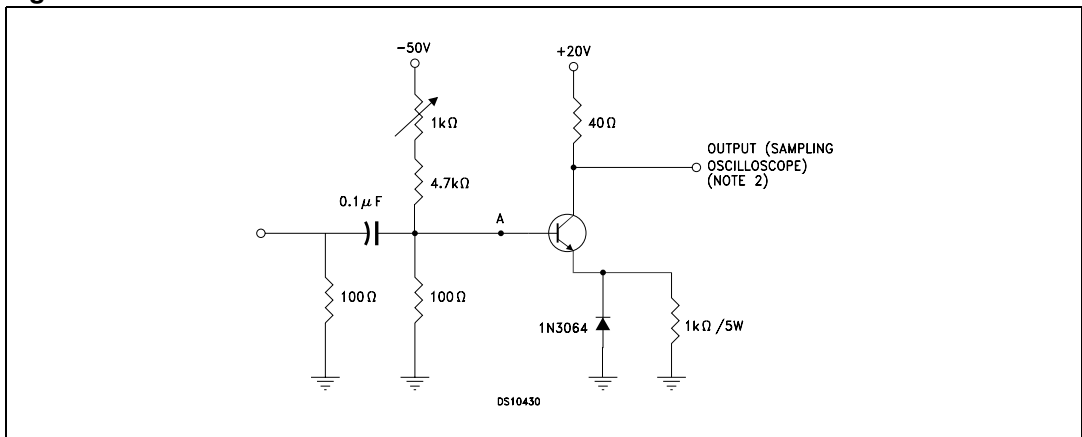 -50V
+20V
1kΩ
40Ω
OUTPUT (SAMPLING
OSCILLOSCOPE)
(NOTE 2)
4.7kΩ
0.1μF
A
100Ω
100Ω
1N3064
1kΩ/5W
DS10430